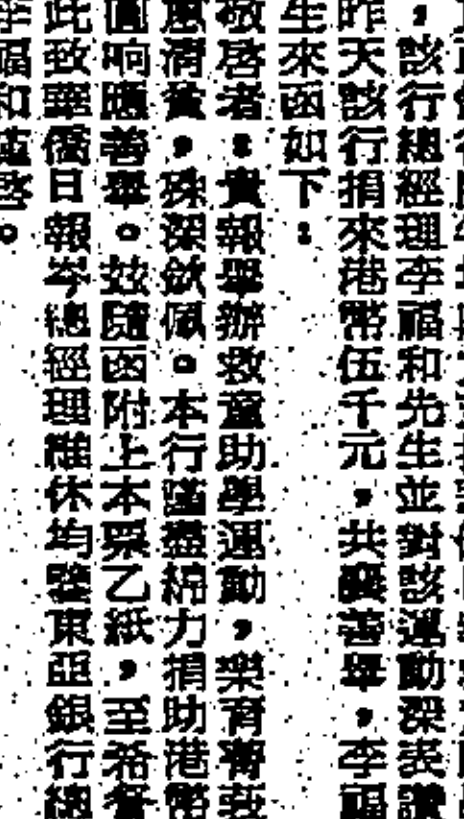 ，該行總經理李福和先生並對該運動深表讚
昨天該行捐來港幣伍千元，共襄善舉，李福
生來函如下：
敬啓者：貴報舉辦救童助學運動，樂育菁莪
濟貧，殊深欽佩。本行謹盡綿力捐助港幣
圓响應善舉。茲隨函附上本票乙紙，至希
此致華僑日報岑總經理維休均鑒東亞銀行總
李福和謹啓。